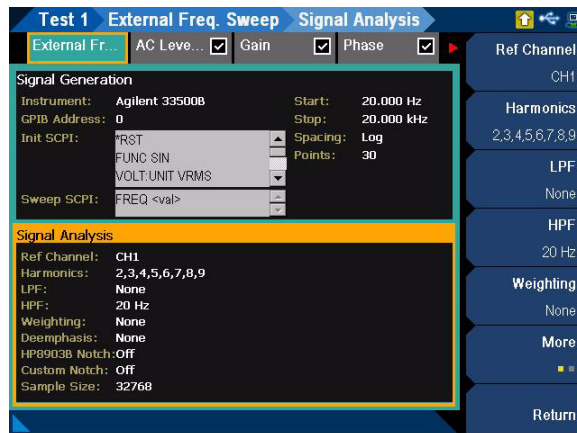 Test 1 External Freq. Sweep Signal Analysis
External Fr... AC Leve... Gain Phase
Signal Generation
Instrument: Agilent 33500B Start: 20.000 Hz
GPIB Address: 0 Stop: 20.000 kHz
Init SCPI: *RST Spacing: Log
FUNC SIN Points: 30
VOLT:UNIT VRMS
Sweep SCPI: FREQ <val>
Signal Analysis
Ref Channel: CH1
Harmonics: 2,3,4,5,6,7,8,9
LPF: None
HPF: 20 Hz
Weighting: None
Deemphasis: None
HP8903B Notch:Off
Custom Notch: Off
Sample Size: 32768
Ref Channel
CH1
Harmonics
2,3,4,5,6,7,8,9
LPF
None
HPF
20 Hz
Weighting
None
More
Return